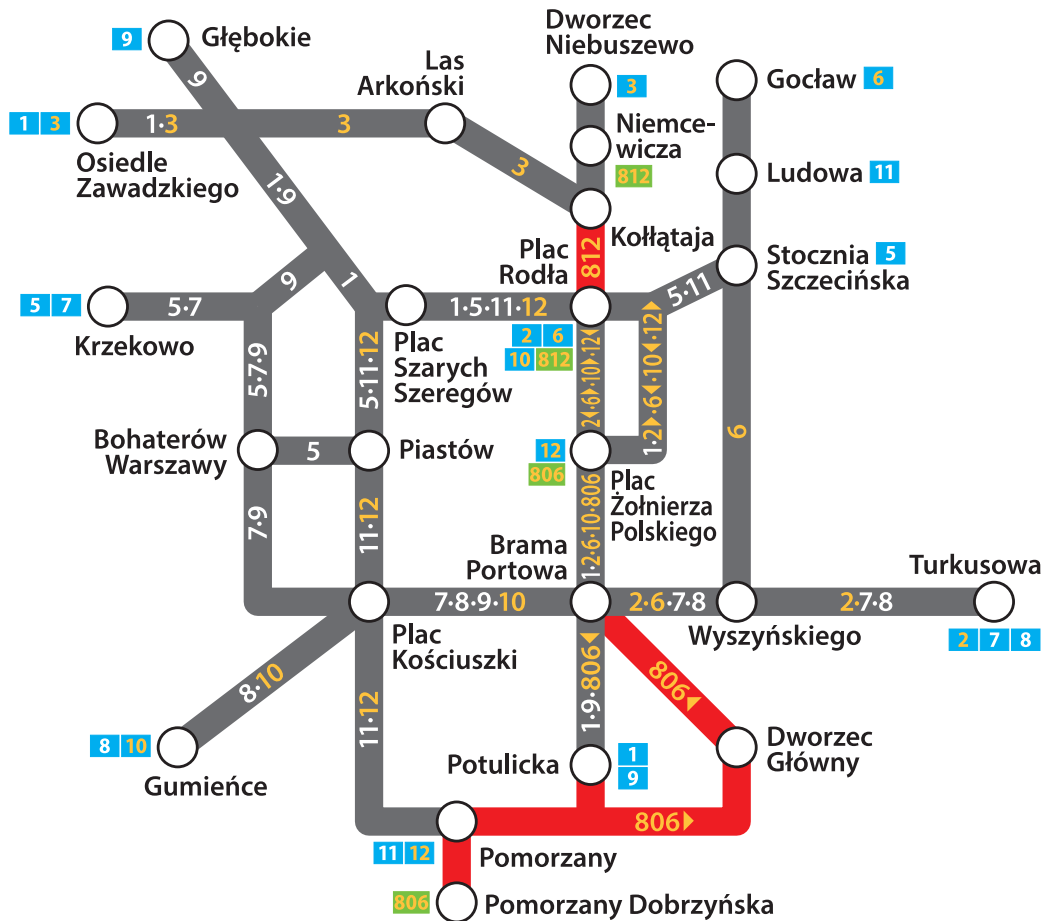 9
Głębokie
Dworzec
Niebuszewo
Las
Arkoński
9
3
Gocław 6
1 3
1·3
3
Niemce-
wicza
812
Osiedle
Zawadzkiego
3
Ludowa 11
1·9
Kołłątaja
Plac
Rodła
812
5·11
Stocznia 5
Szczecińska
9
1
5 7
5·7
1·5·11·12
Krzekowo
Plac
Szarych
Szeregów
2 6
10 812
5·7·9
5·11·12
2◀·6▶·10▶·12◀
1·2▶·6◀·10◀·12▶
6
Bohaterów
Warszawy
5
Piastów
12
806
Plac
Żołnierza
Polskiego
7·9
11·12
1·2·6·10·806
Brama
Portowa
Turkusowa
7·8·9·10
2·6·7·8
2·7·8
Plac
Kościuszki
Wyszyńskiego
2 7 8
8·10
11·12
1·9·806◀
806◀
8 10
Gumieńce
Potulicka
1
9
Dworzec
Główny
806▶
11 12
Pomorzany
806
Pomorzany Dobrzyńska